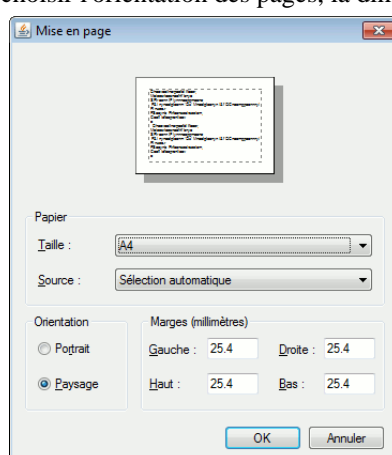 choisir l'orientation des pages, la dim
Mise en page
Papier
Taille :
A4
Source :
Sélection automatique
Orientation
Marges (millimètres)
Portrait
Gauche : 25.4 Droite : 25.4
Paysage
Haut : 25.4 Bas : 25.4
OK Annuler